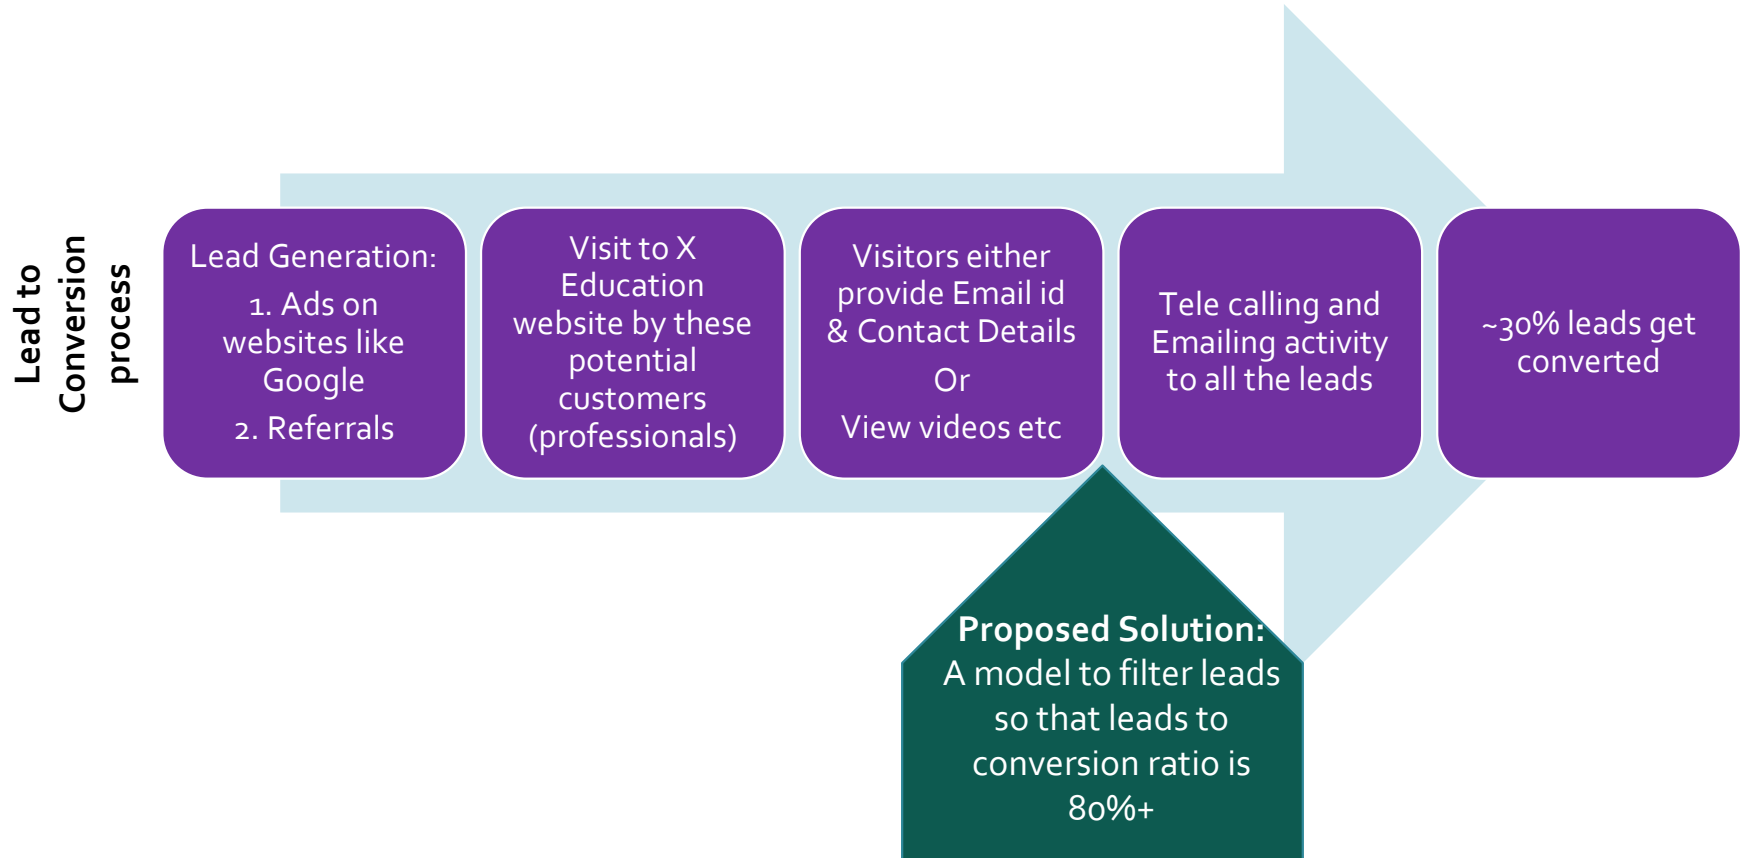 Lead to
Conversion
process
Lead Generation:
1. Ads on
websites like
Google
2. Referrals
Visit to X
Education
website by these
potential
customers
(professionals)
Visitors either
provide Email id
& Contact Details
Or
View videos etc
Tele calling and
Emailing activity
to all the leads
~30% leads get
converted
Proposed Solution:
A model to filter leads
so that leads to
conversion ratio is
80%+